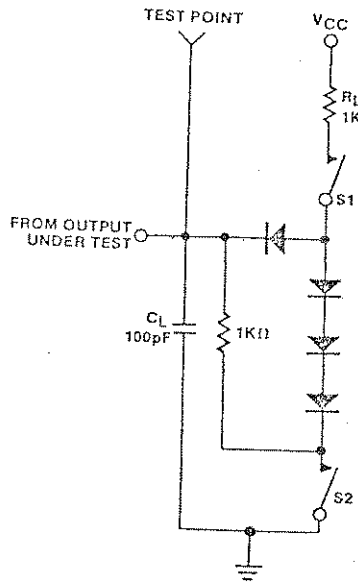 TEST POINT
VCC
RL
1K
S1
FROM OUTPUT
UNDER TEST
CL
100pF
1KΩ
S2